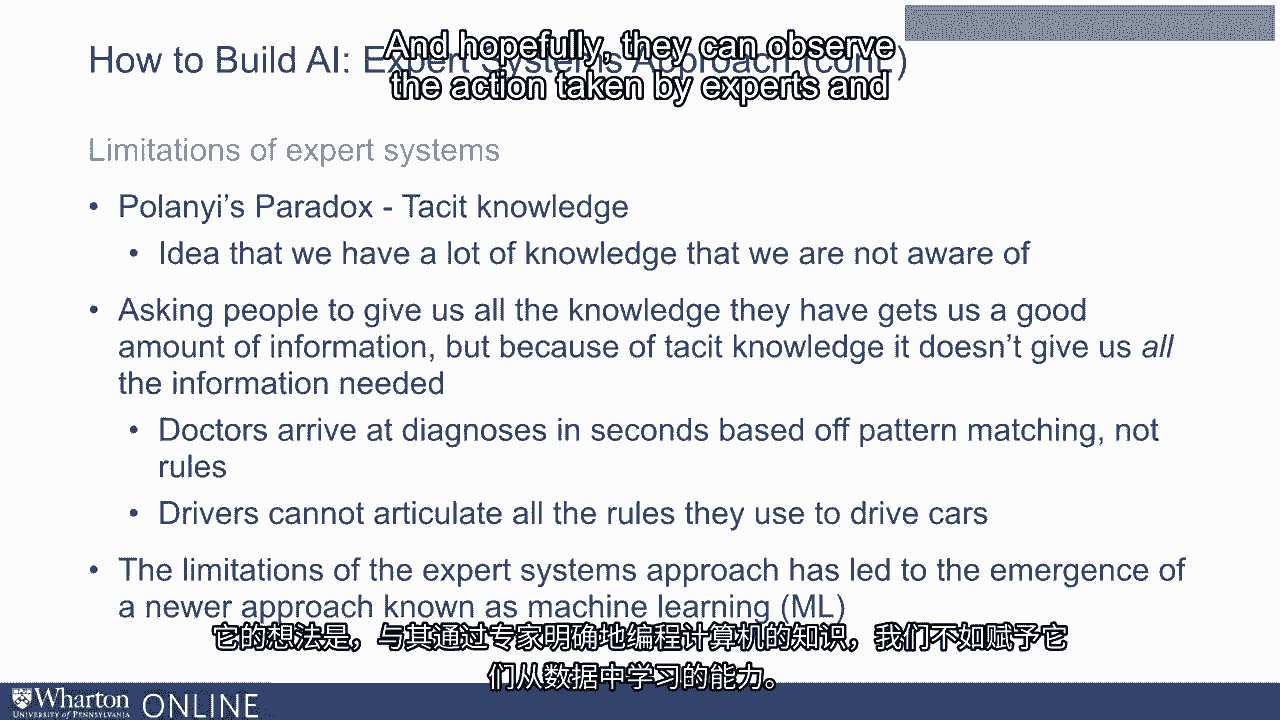 And hopefully, they can observe
the action taken by experts and
How to Build AI: Expert Systems Approach (cont.)
Limitations of expert systems
• Polanyi's Paradox - Tacit knowledge
• Idea that we have a lot of knowledge that we are not aware of
• Asking people to give us all the knowledge they have gets us a good
amount of information, but because of tacit knowledge it doesn't give us all
the information needed
• Doctors arrive at diagnoses in seconds based off pattern matching, not
rules
• Drivers cannot articulate all the rules they use to drive cars
• The limitations of the expert systems approach has led to the emergence of
a newer approach known as machine learning (ML)
它的想法是，与其通过专家明确地编程计算机的知识，我们不如赋予它
们从数据中学习的能力。
Wharton
UNIVERSITY of PENNSYLVANIA
ONLINE